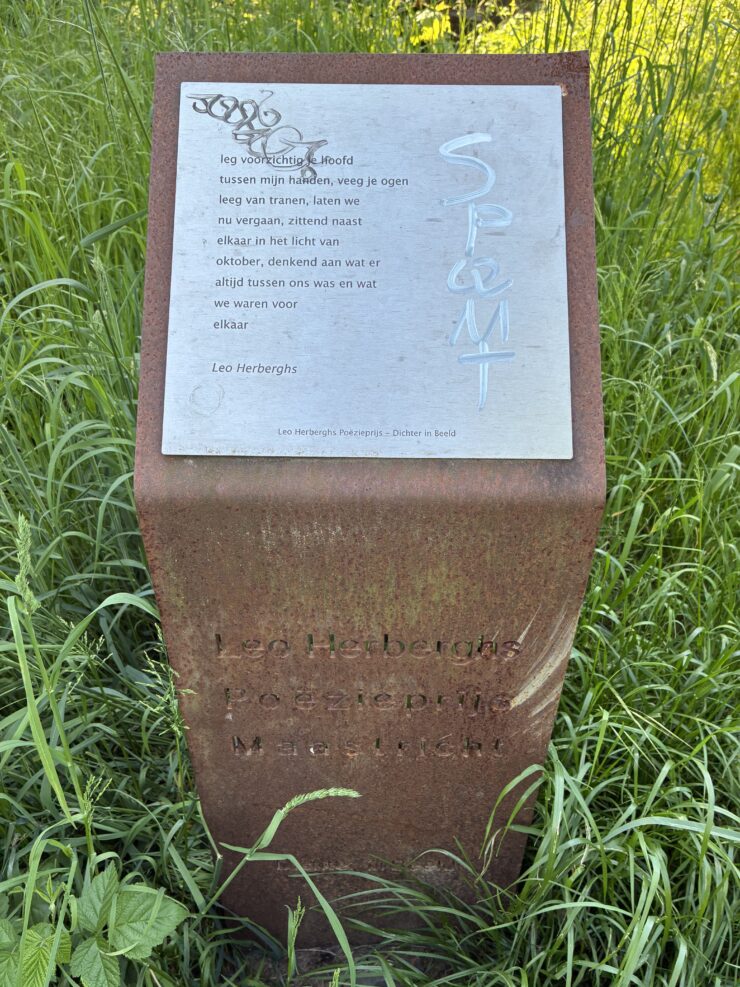 leg voorzichtig je hoofd
tussen mijn handen, veeg je ogen
leeg van tranen, laten we
nu vergaan, zittend naast
elkaar in het licht van
oktober, denkend aan wat er
altijd tussen ons was en wat
we waren voor
elkaar
Leo Herberghs
Leo Herberghs Poëzieprijs – Dichter in Beeld
Leo Herberghs
Poëzieprijs
Maastricht